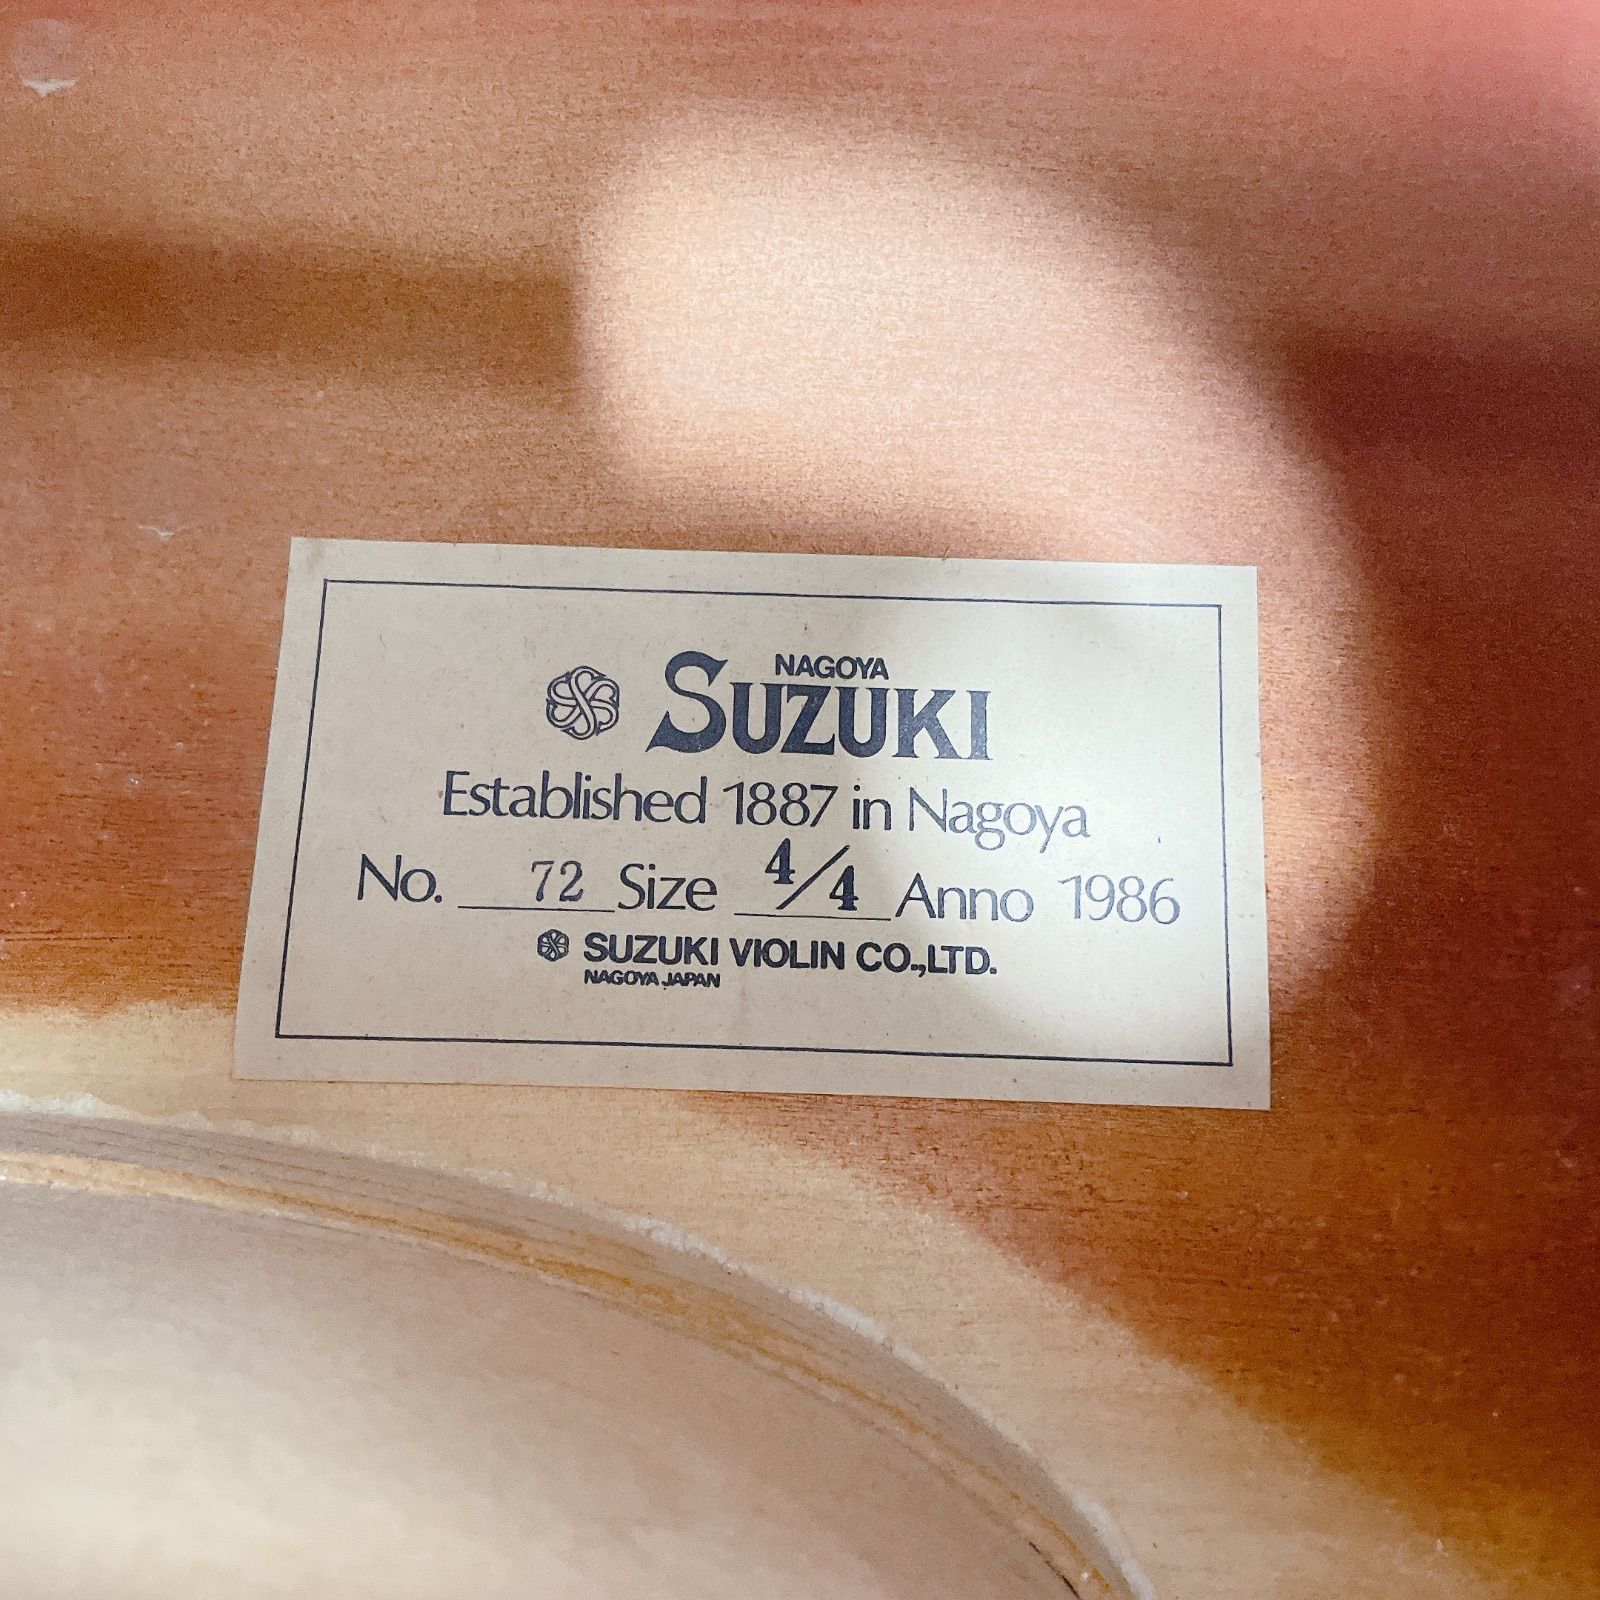 NAGOYA
SUZUKI
Established 1887 in Nagoya
No. 72 Size 4/4 Anno 1986
SUZUKI VIOLIN CO.,LTD.
NAGOYA JAPAN